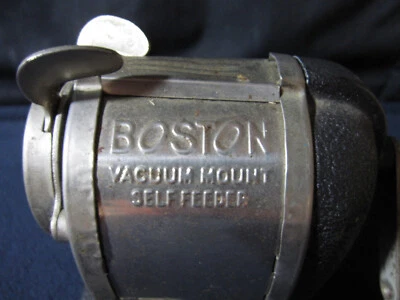 BOSTON
VACUUM MOUNT
SELF FEEDER